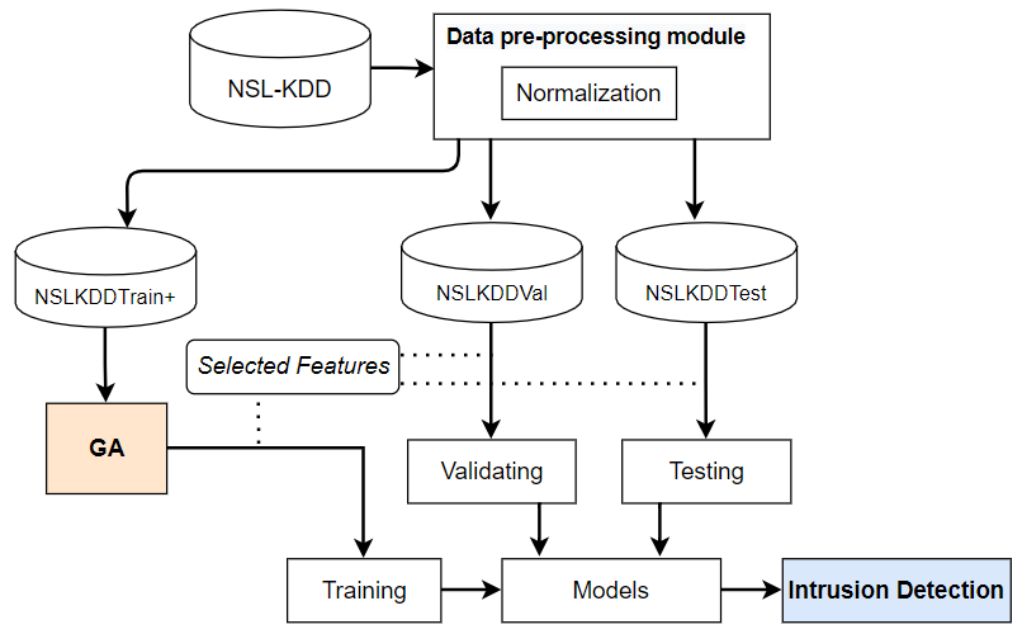 NSL-KDD
Data pre-processing module
Normalization
NSLKDDTrain+
NSLKDDVal
NSLKDDTest
Selected Features
GA
Validating
Testing
Training
Models
Intrusion Detection